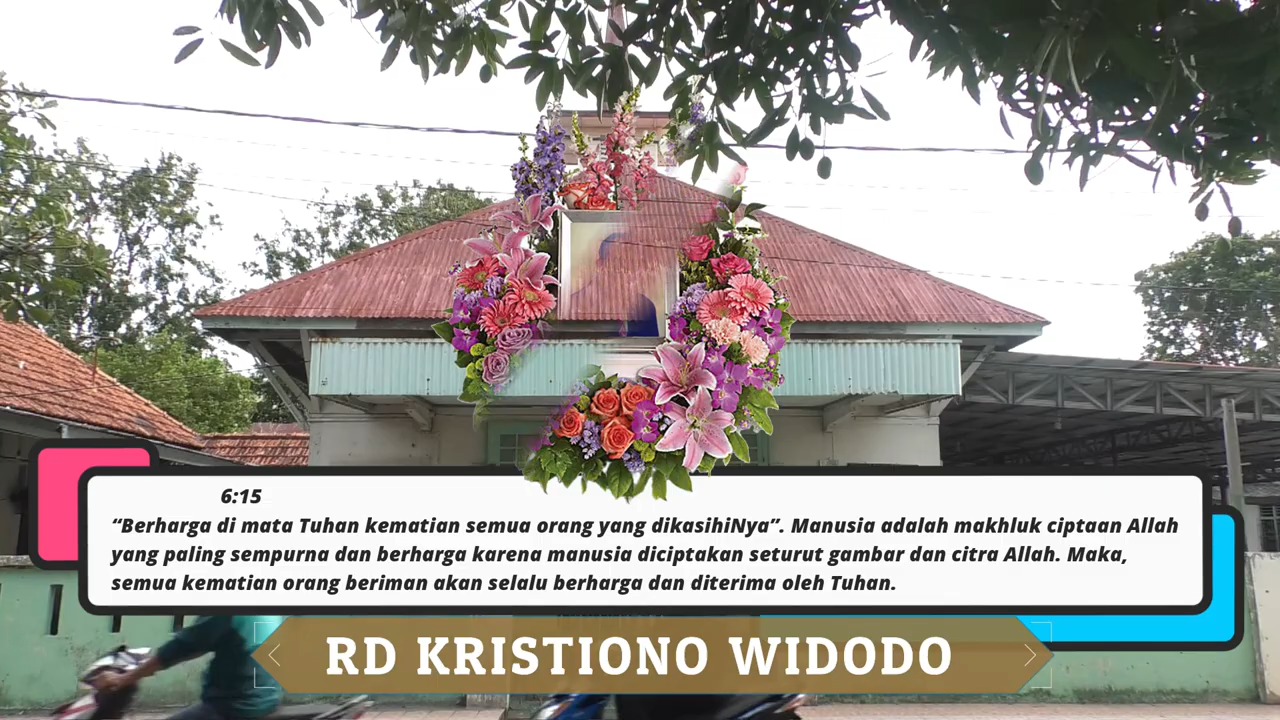 6:15
“Berharga di mata Tuhan kematian semua orang yang dikasihiNya”. Manusia adalah makhluk ciptaan Allah
yang paling sempurna dan berharga karena manusia diciptakan seturut gambar dan citra Allah. Maka,
semua kematian orang beriman akan selalu berharga dan diterima oleh Tuhan.
RD KRISTIONO WIDODO